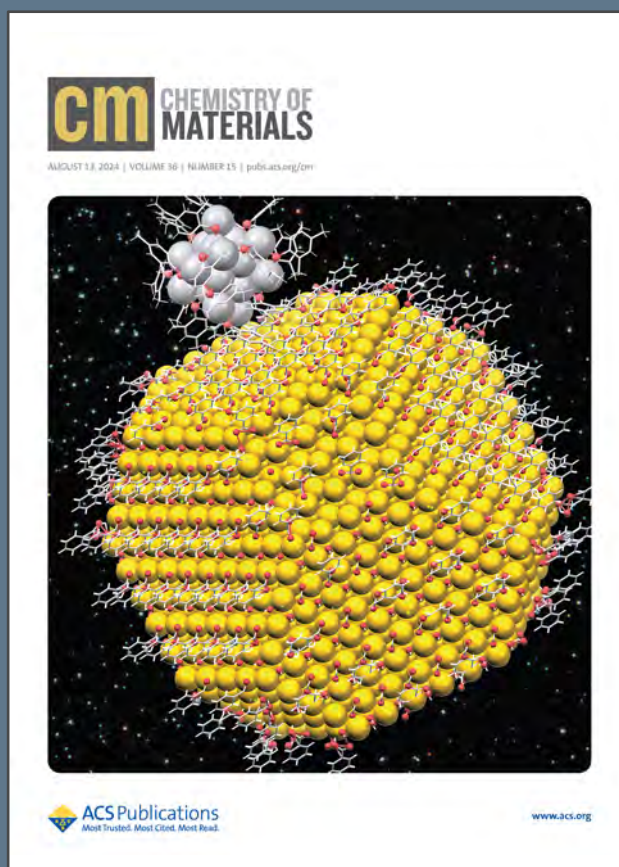 cm CHEMISTRY OF
MATERIALS
AUGUST 13, 2024 | VOLUME 36 | NUMBER 15 | pubs.acs.org/cm
ACS Publications
Most Trusted. Most Cited. Most Read.
www.acs.org